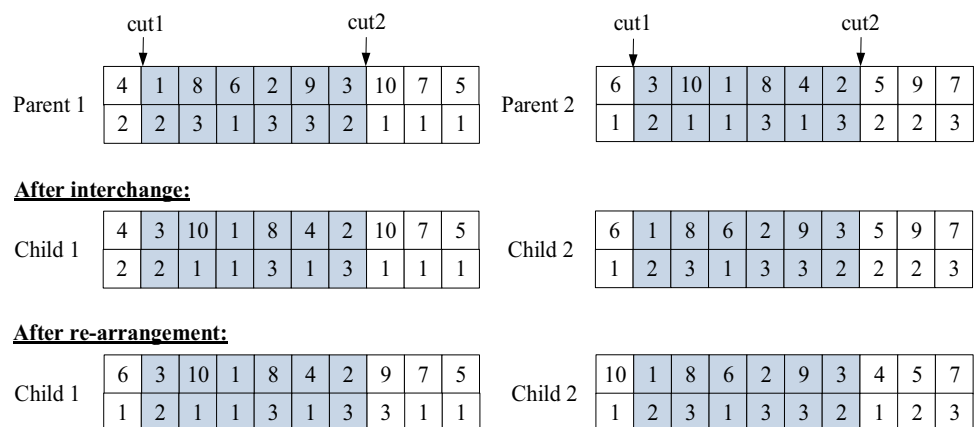 cut1 cut2 cut1 cut2
Parent 1 4 1 8 6 2 9 3 10 7 5 Parent 2 6 3 10 1 8 4 2 5 9 7
2 2 3 1 3 3 2 1 1 1 1 2 1 1 3 1 3 2 2 3
After interchange:
Child 1 4 3 10 1 8 4 2 10 7 5 Child 2 6 1 8 6 2 9 3 5 9 7
2 2 1 1 3 1 3 1 1 1 1 2 3 1 3 3 2 2 2 3
After re-arrangement:
Child 1 6 3 10 1 8 4 2 9 7 5 Child 2 10 1 8 6 2 9 3 4 5 7
1 2 1 1 3 1 3 3 1 1 1 2 3 1 3 3 2 1 2 3